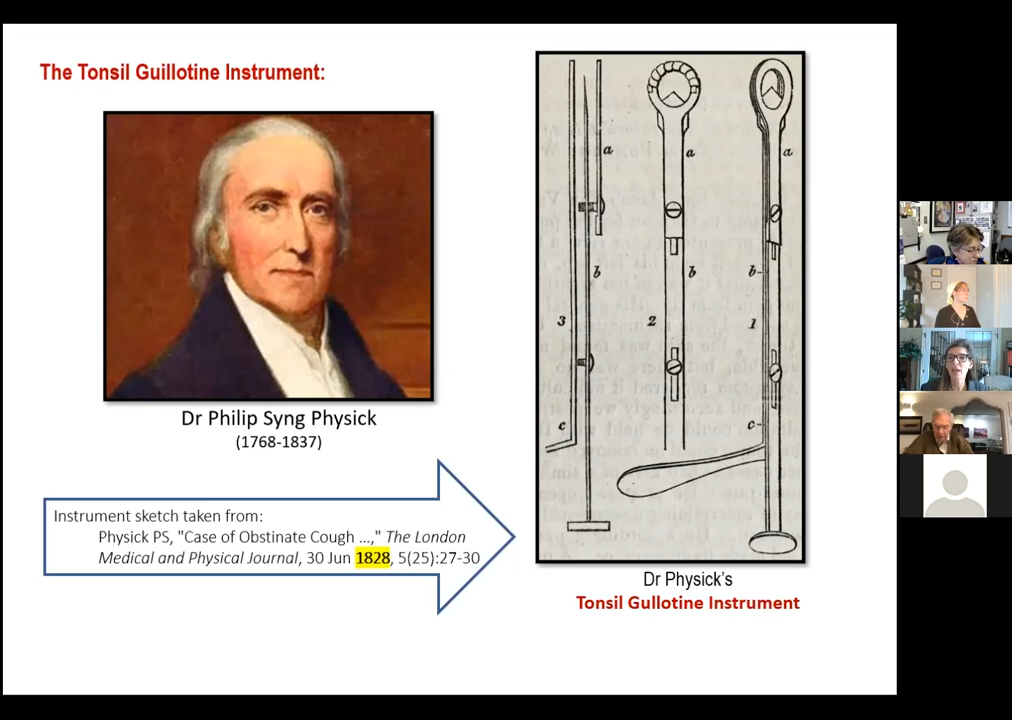 The Tonsil Guillotine Instrument:
Dr Philip Syng Physick
(1768-1837)
Instrument sketch taken from:
Physick PS, "Case of Obstinate Cough ...," The London
Medical and Physical Journal, 30 Jun 1828, 5(25):27-30
a
a
a
b
b
b
3
2
1
c
c
Dr Physick's
Tonsil Gullotine Instrument